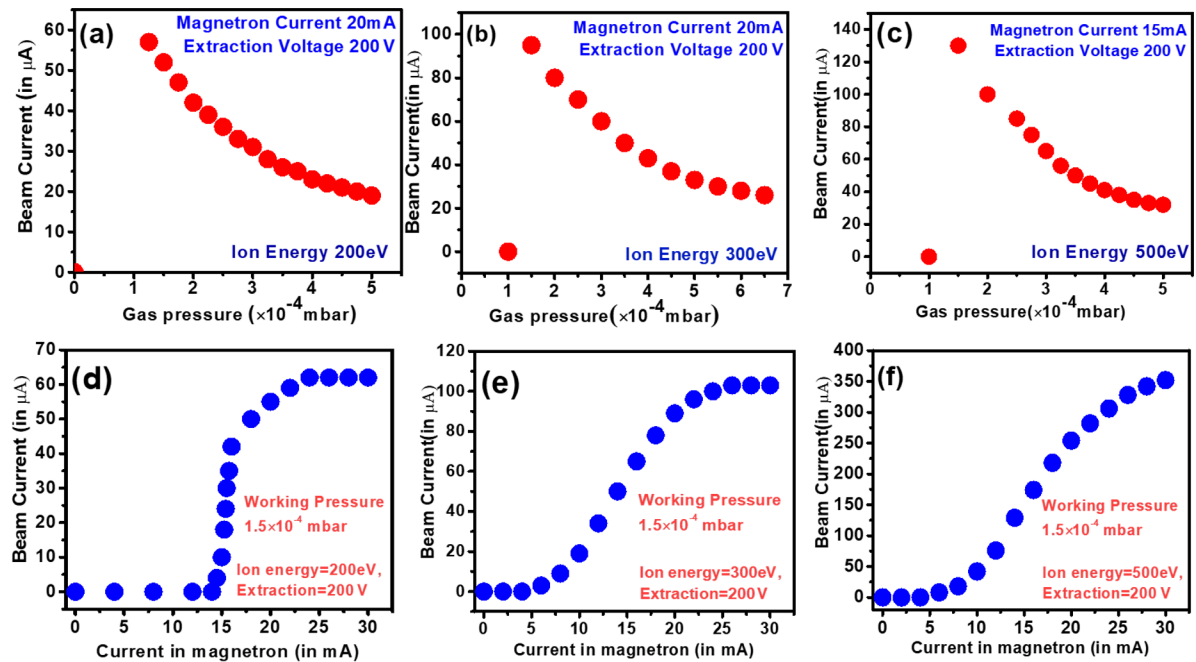 (a)
Magnetron Current 20mA
Extraction Voltage 200 V
Ion Energy 200eV
Beam Current (in μA)
60
50
40
30
20
10
0
0 1 2 3 4 5
Gas pressure (×10-4 mbar)
(b)
Magnetron Current 20mA
Extraction Voltage 200 V
Ion Energy 300eV
Beam Current(in μA)
100
80
60
40
20
0
0 1 2 3 4 5 6 7
Gas pressure(×10-4 mbar)
(c)
Magnetron Current 15mA
Extraction Voltage 200 V
Ion Energy 500eV
Beam Current(in μA)
140
120
100
80
60
40
20
0
0 1 2 3 4 5
Gas pressure(×10-4 mbar)
(d)
Working Pressure
1.5×10-4 mbar
Ion energy=200eV,
Extraction=200 V
Beam Current (in μA)
70
60
50
40
30
20
10
0
0 5 10 15 20 25 30
Current in magnetron (in mA)
(e)
Working Pressure
1.5×10-4 mbar
Ion energy=300eV,
Extraction=200 V
Beam Current(in μA)
120
100
80
60
40
20
0
0 5 10 15 20 25 30
Current in magnetron (in mA)
(f)
Working Pressure
1.5×10-4 mbar
Ion energy=500eV,
Extraction=200 V
Beam Current(in μA)
400
350
300
250
200
150
100
50
0
0 5 10 15 20 25 30
Current in magnetron (in mA)